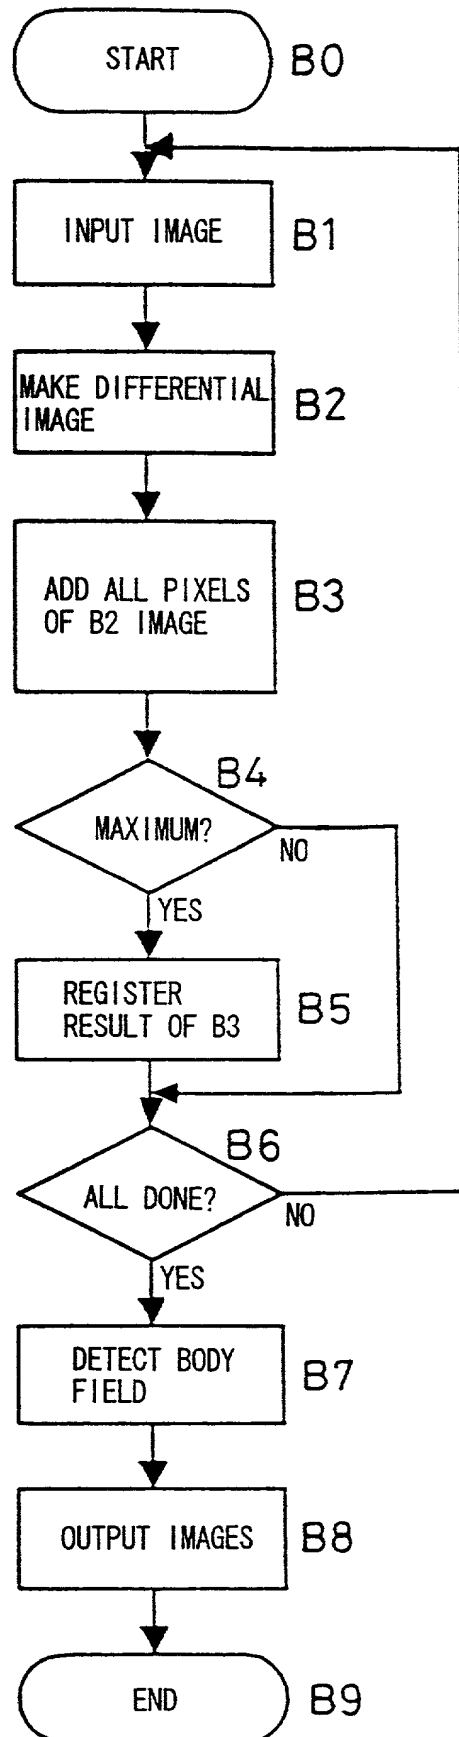 START B0
INPUT IMAGE B1
MAKE DIFFERENTIAL
IMAGE
B2
ADD ALL PIXELS
OF B2 IMAGE
B3
B4
MAXIMUM?
NO
YES
REGISTER
RESULT OF B3
B5
B6
ALL DONE?
NO
YES
DETECT BODY
FIELD
B7
OUTPUT IMAGES B8
END B9